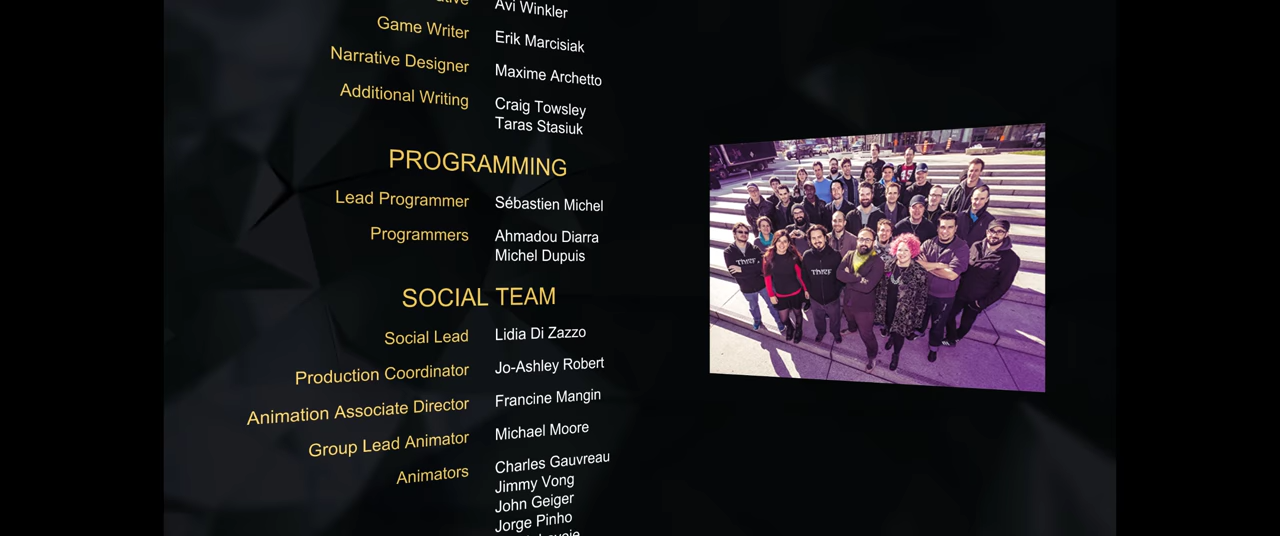 Avi Winkler
Game Writer Erik Marcisiak
Narrative Designer Maxime Archetto
Additional Writing Craig Towsley
Taras Stasiuk
PROGRAMMING
Lead Programmer Sébastien Michel
Programmers Ahmadou Diarra
Michel Dupuis
SOCIAL TEAM
Social Lead Lidia Di Zazzo
Production Coordinator Jo-Ashley Robert
Animation Associate Director Francine Mangin
Group Lead Animator Michael Moore
Animators Charles Gauvreau
Jimmy Vong
John Geiger
Jorge Pinho
THIEF
THIEF